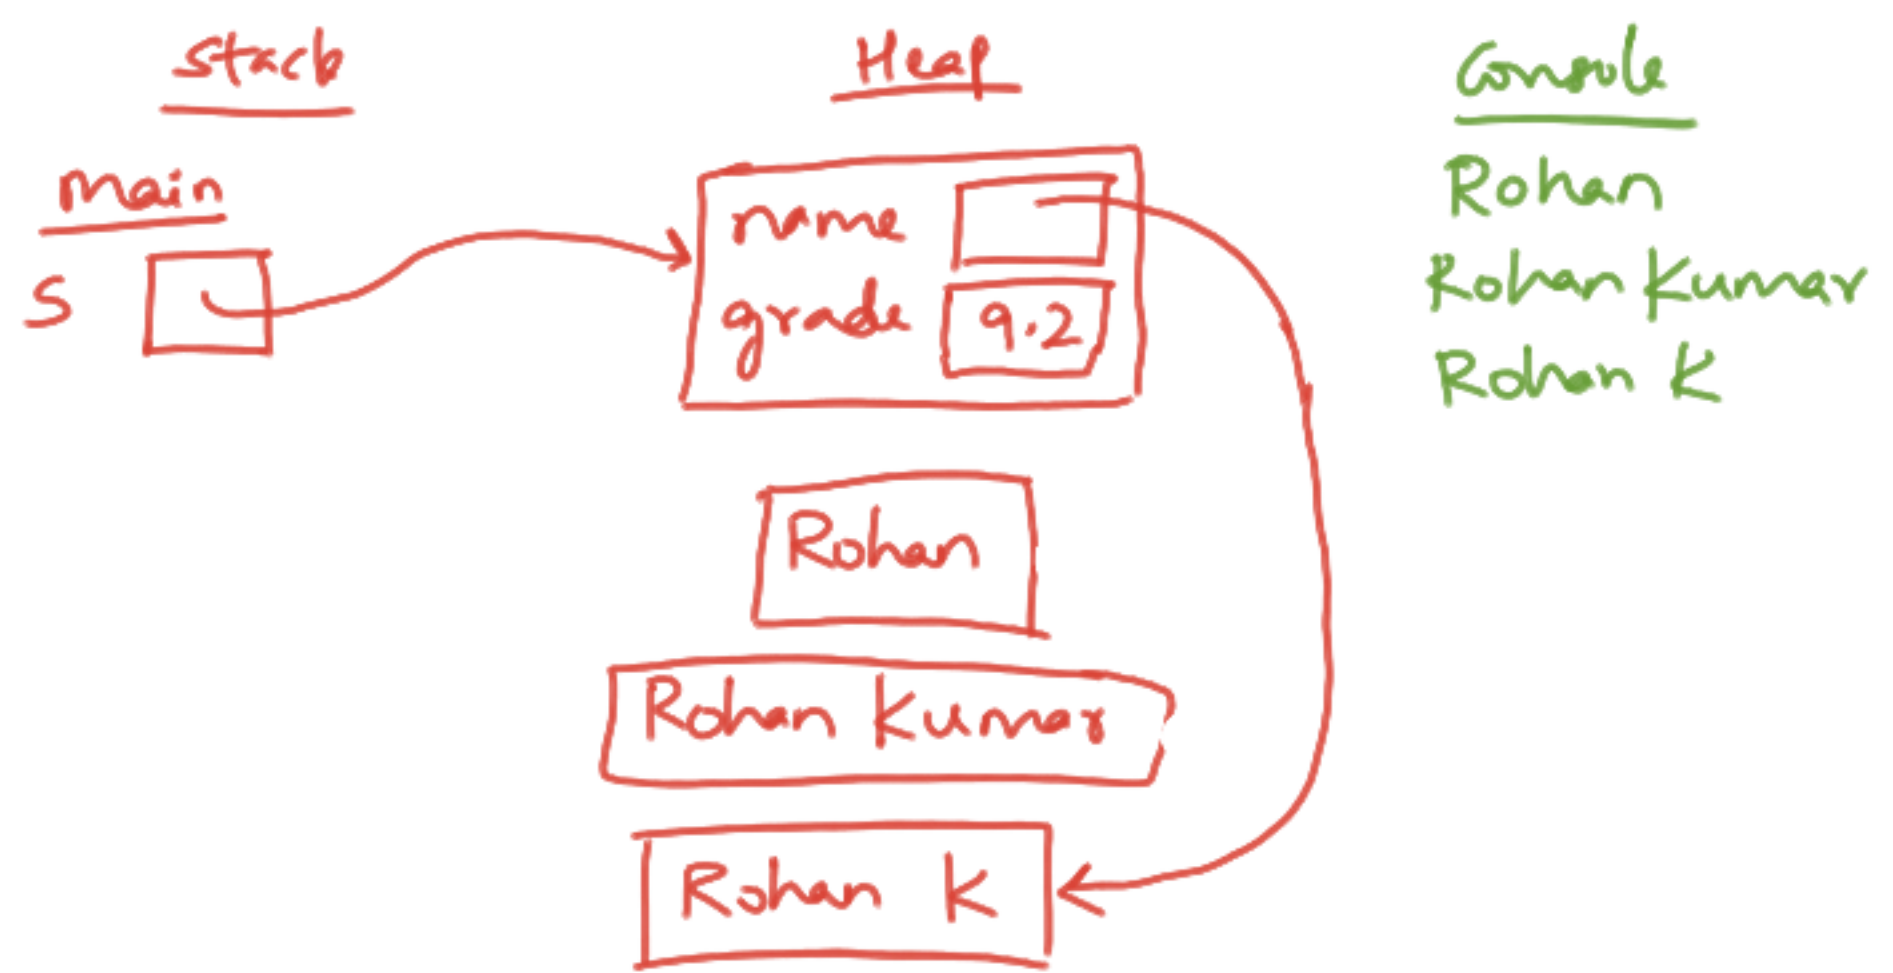 Stack
Main
S
Heap
name
grade 9.2
Rohan
Rohan Kumar
Rohan K
Console
Rohan
Rohan Kumar
Rohan K